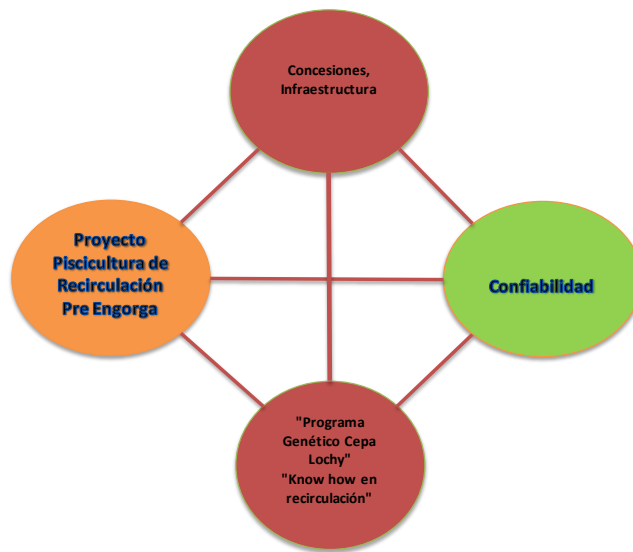 Concesiones,
Infraestructura
Proyecto
Piscicultura de
Recirculación
Pre Engorga
Confiabilidad
"Programa
Genético Cepa
Lochy"
"Know how en
recirculación"